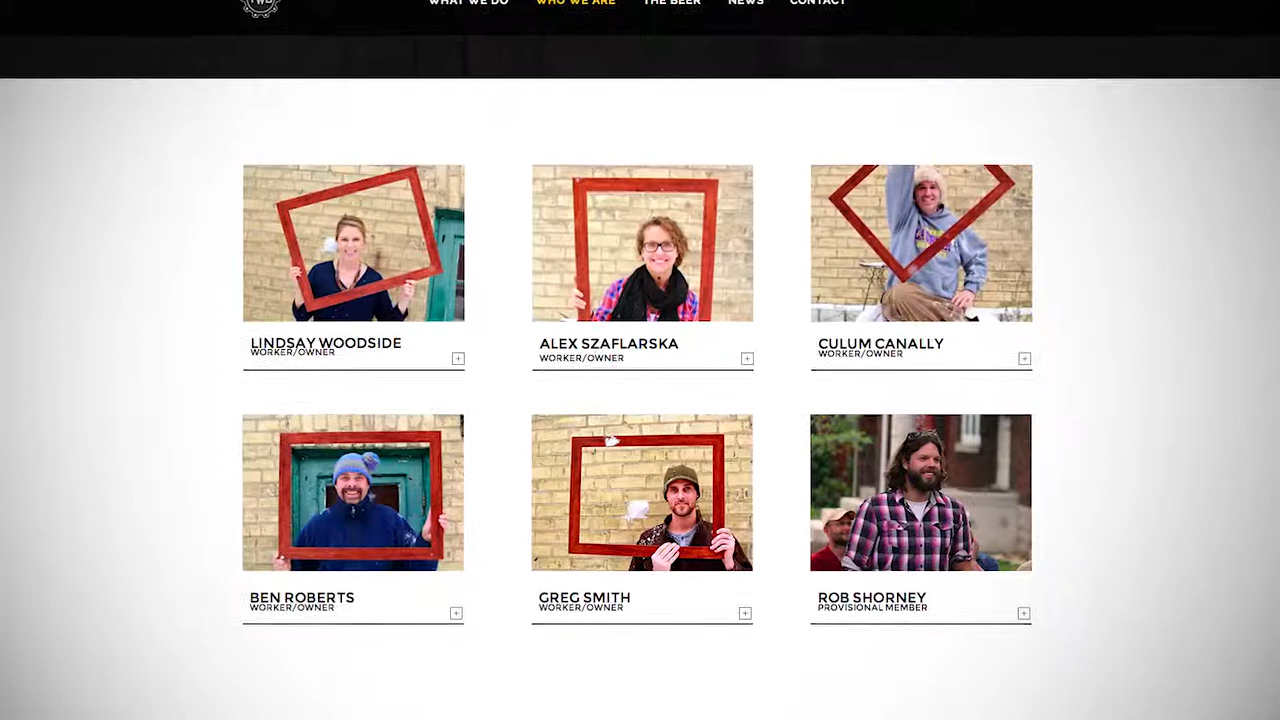 WHAT WE DO WHO WE ARE THE BEER NEWS CONTACT
LINDSAY WOODSIDE
WORKER/OWNER
ALEX SZAFLARSKA
WORKER/OWNER
CULUM CANALLY
WORKER/OWNER
BEN ROBERTS
WORKER/OWNER
GREG SMITH
WORKER/OWNER
ROB SHORNEY
PROVISIONAL MEMBER